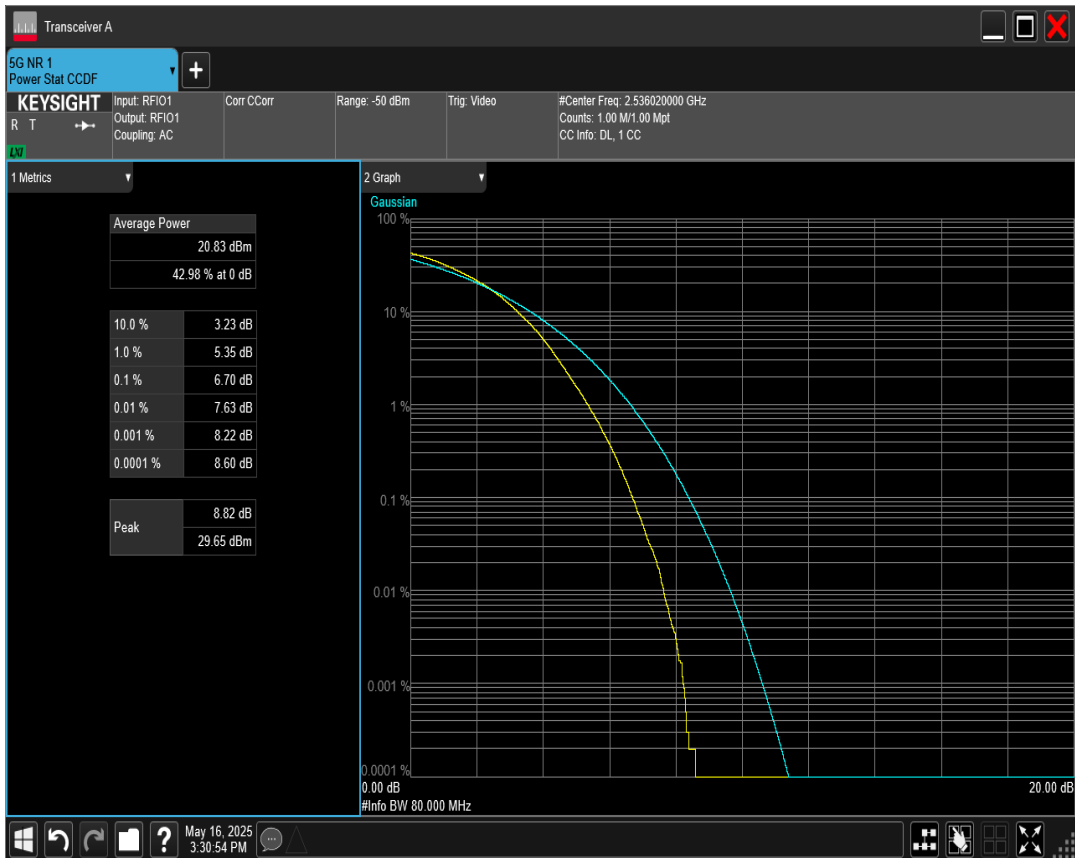 Transceiver A
5G NR 1
Power Stat CCDF
+
KEYSIGHT
R T
LXI
Input: RFIO1
Output: RFIO1
Coupling: AC
Corr CCorr
Range: -50 dBm
Trig: Video
#Center Freq: 2.536020000 GHz
Counts: 1.00 M/1.00 Mpt
CC Info: DL, 1 CC
1 Metrics
Average Power
20.83 dBm
42.98 % at 0 dB
10.0 % 3.23 dB
1.0 % 5.35 dB
0.1 % 6.70 dB
0.01 % 7.63 dB
0.001 % 8.22 dB
0.0001 % 8.60 dB
Peak
8.82 dB
29.65 dBm
2 Graph
Gaussian
100 %
10 %
1 %
0.1 %
0.01 %
0.001 %
0.0001 %
0.00 dB 20.00 dB
#Info BW 80.000 MHz
?
May 16, 2025
3:30:54 PM